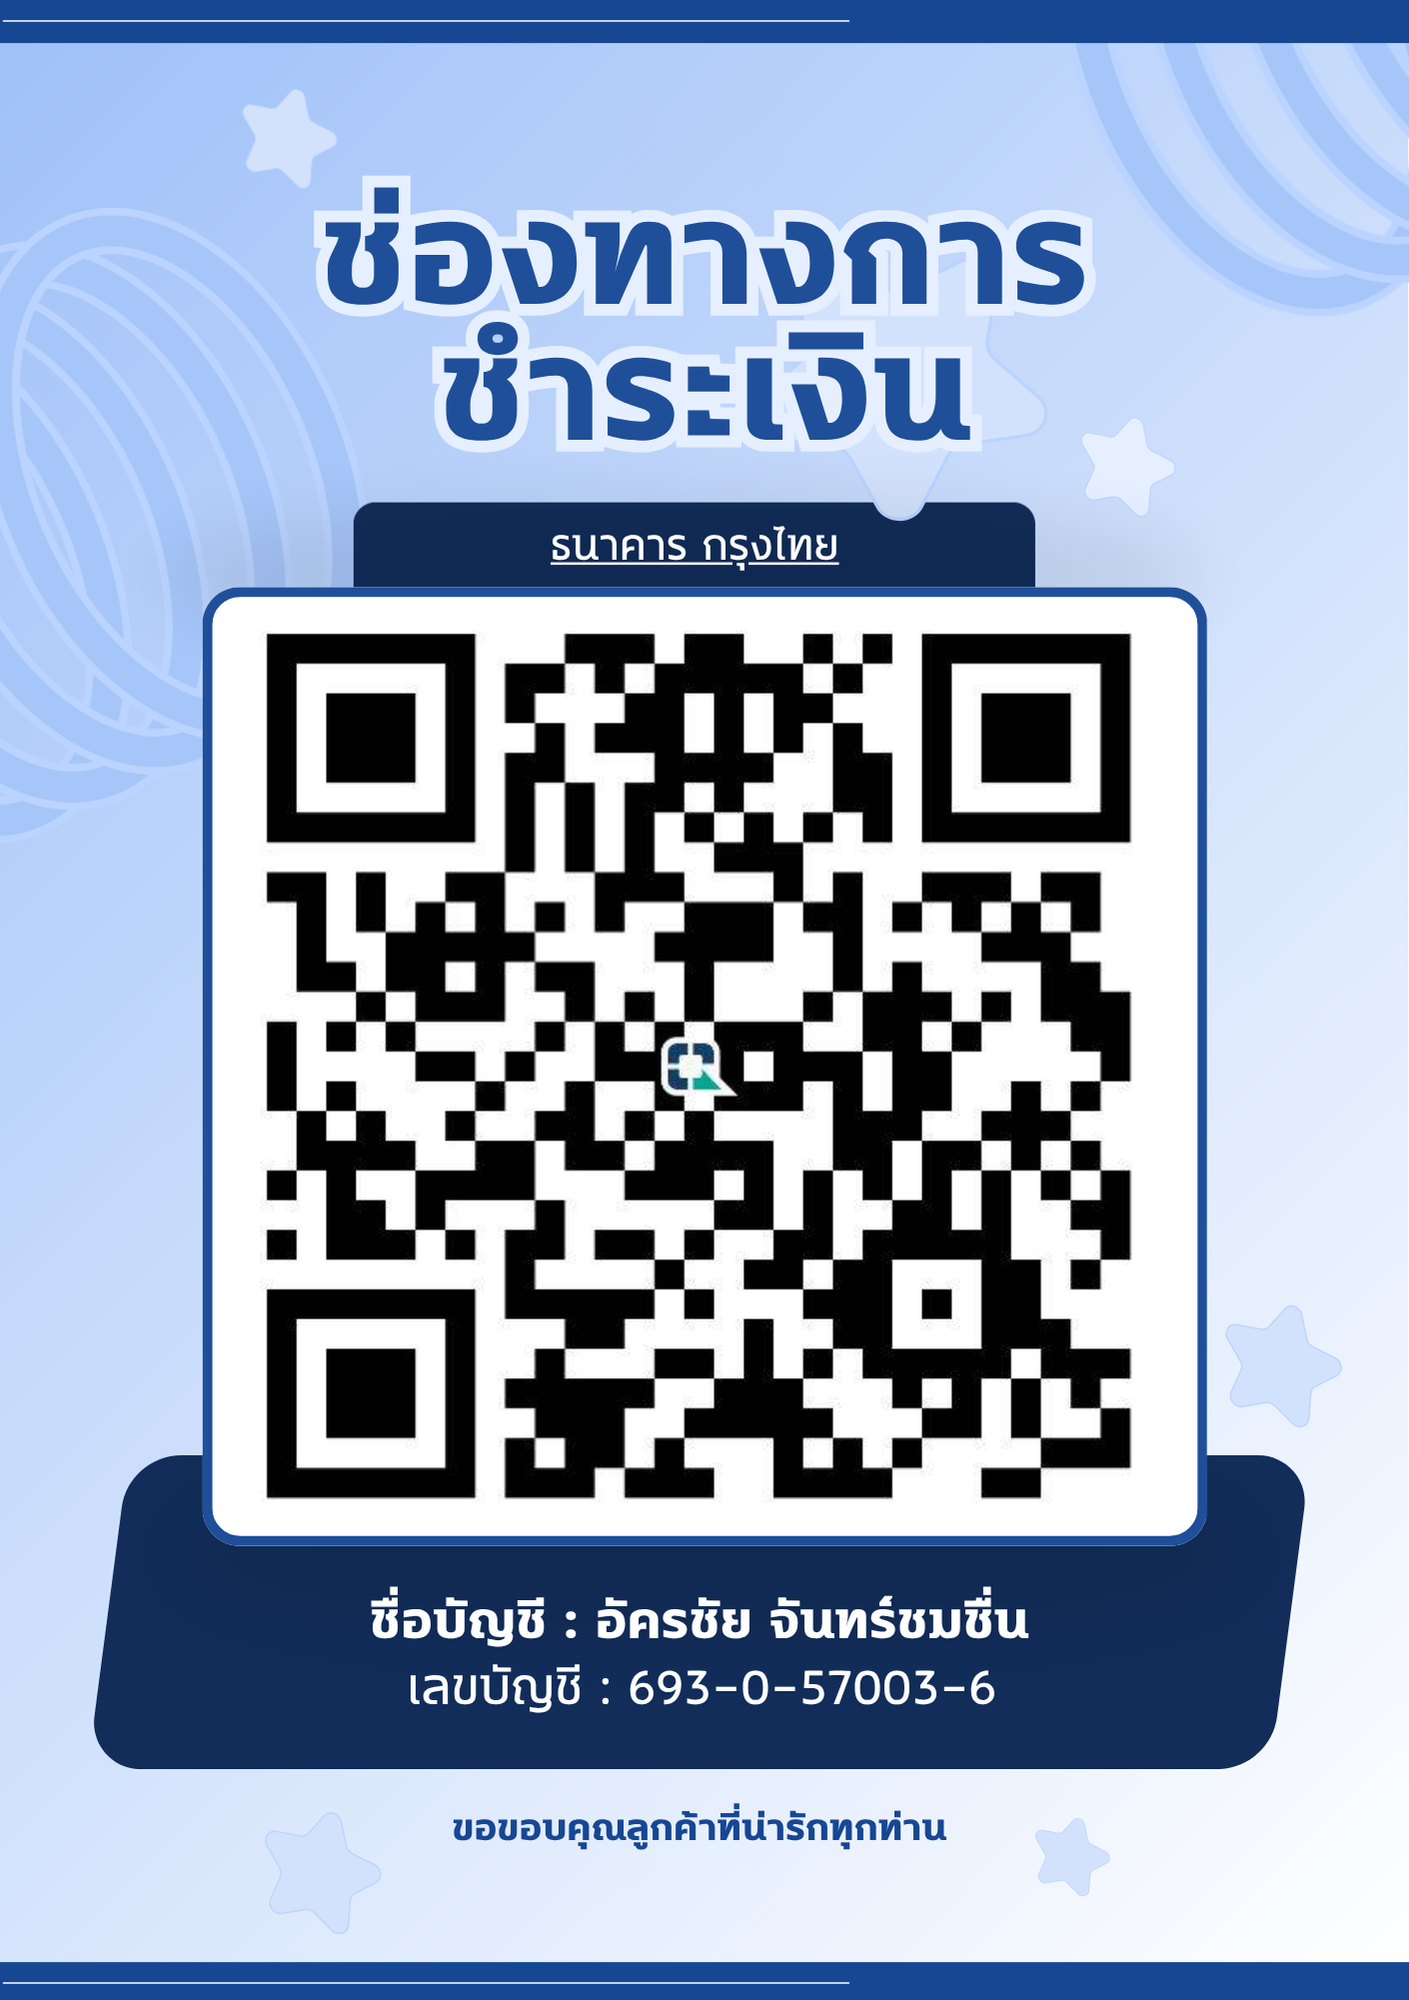 ช่องทางการ
ชำระเงิน
ธนาคาร กรุงไทย
ชื่อบัญชี : อัครชัย จันทร์ชมชื่น
เลขบัญชี : 693-0-57003-6
ขอขอบคุณลูกค้าที่น่ารักทุกท่าน